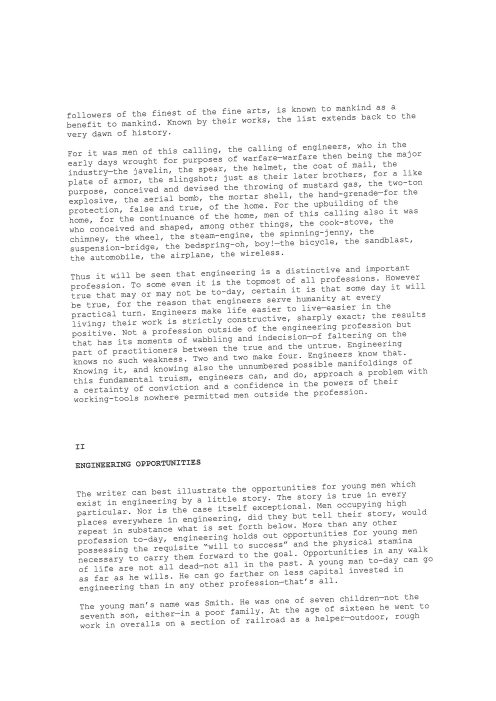 followers of the finest of the fine arts, is known to mankind as a
benefit to mankind. Known by their works, the list extends back to the
very dawn of history.
For it was men of this calling, the calling of engineers, who in the
early days wrought for purposes of warfare—warfare then being the major
industry—the javelin, the spear, the helmet, the coat of mail, the
plate of armor, the slingshot; just as their later brothers, for a like
purpose, conceived and devised the throwing of mustard gas, the two-ton
explosive, the aerial bomb, the mortar shell, the hand-grenade—for the
protection, false and true, of the home. For the upbuilding of the
home, for the continuance of the home, men of this calling also it was
who conceived and shaped, among other things, the cook-stove, the
chimney, the wheel, the steam-engine, the spinning-jenny, the
suspension-bridge, the bedspring—oh, boy!—the bicycle, the sandblast,
the automobile, the airplane, the wireless.
Thus it will be seen that engineering is a distinctive and important
profession. To some even it is the topmost of all professions. However
true that may or may not be to-day, certain it is that some day it will
be true, for the reason that engineers serve humanity at every
practical turn. Engineers make life easier to live—easier in the
living; their work is strictly constructive, sharply exact; the results
positive. Not a profession outside of the engineering profession but
that has its moments of wabbling and indecision—of faltering on the
part of practitioners between the true and the untrue. Engineering
knows no such weakness. Two and two make four. Engineers know that.
Knowing it, and knowing also the unnumbered possible manifoldings of
this fundamental truism, engineers can, and do, approach a problem with
a certainty of conviction and a confidence in the powers of their
working-tools nowhere permitted men outside the profession.
II
ENGINEERING OPPORTUNITIES
The writer can best illustrate the opportunities for young men which
exist in engineering by a little story. The story is true in every
particular. Nor is the case itself exceptional. Men occupying high
places everywhere in engineering, did they but tell their story, would
repeat in substance what is set forth below. More than any other
profession to-day, engineering holds out opportunities for young men
possessing the requisite "will to success" and the physical stamina
necessary to carry them forward to the goal. Opportunities in any walk
of life are not all dead—not all in the past. A young man to-day can go
as far as he wills. He can go farther on less capital invested in
engineering than in any other profession—that's all.
The young man's name was Smith. He was one of seven children—not the
seventh son, either—in a poor family. At the age of sixteen he went to
work in overalls on a section of railroad as a helper—outdoor, rough